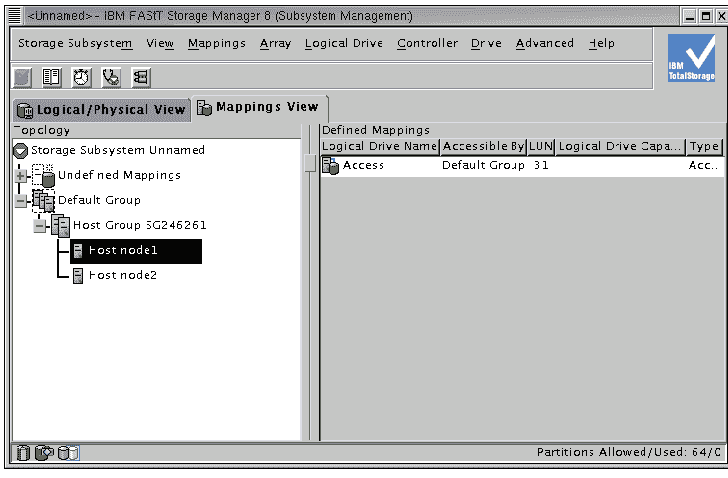 <Unnamed> - IBM FAStT Storage Manager 8 (Subsystem Management)
Storage Subsystem View Mappings Array Logical Drive Controller Drive Advanced Help
IBM
TotalStorage
Logical/Physical View Mappings View
Topology
Storage Subsystem Unnamed
Undefined Mappings
Default Group
Host Group SG246261
Host node1
Host node2
Defined Mappings
Logical Drive Name Accessible By LUN Logical Drive Capa... Type
Access Default Group 31 Acc..
Partitions Allowed/Used: 64/0